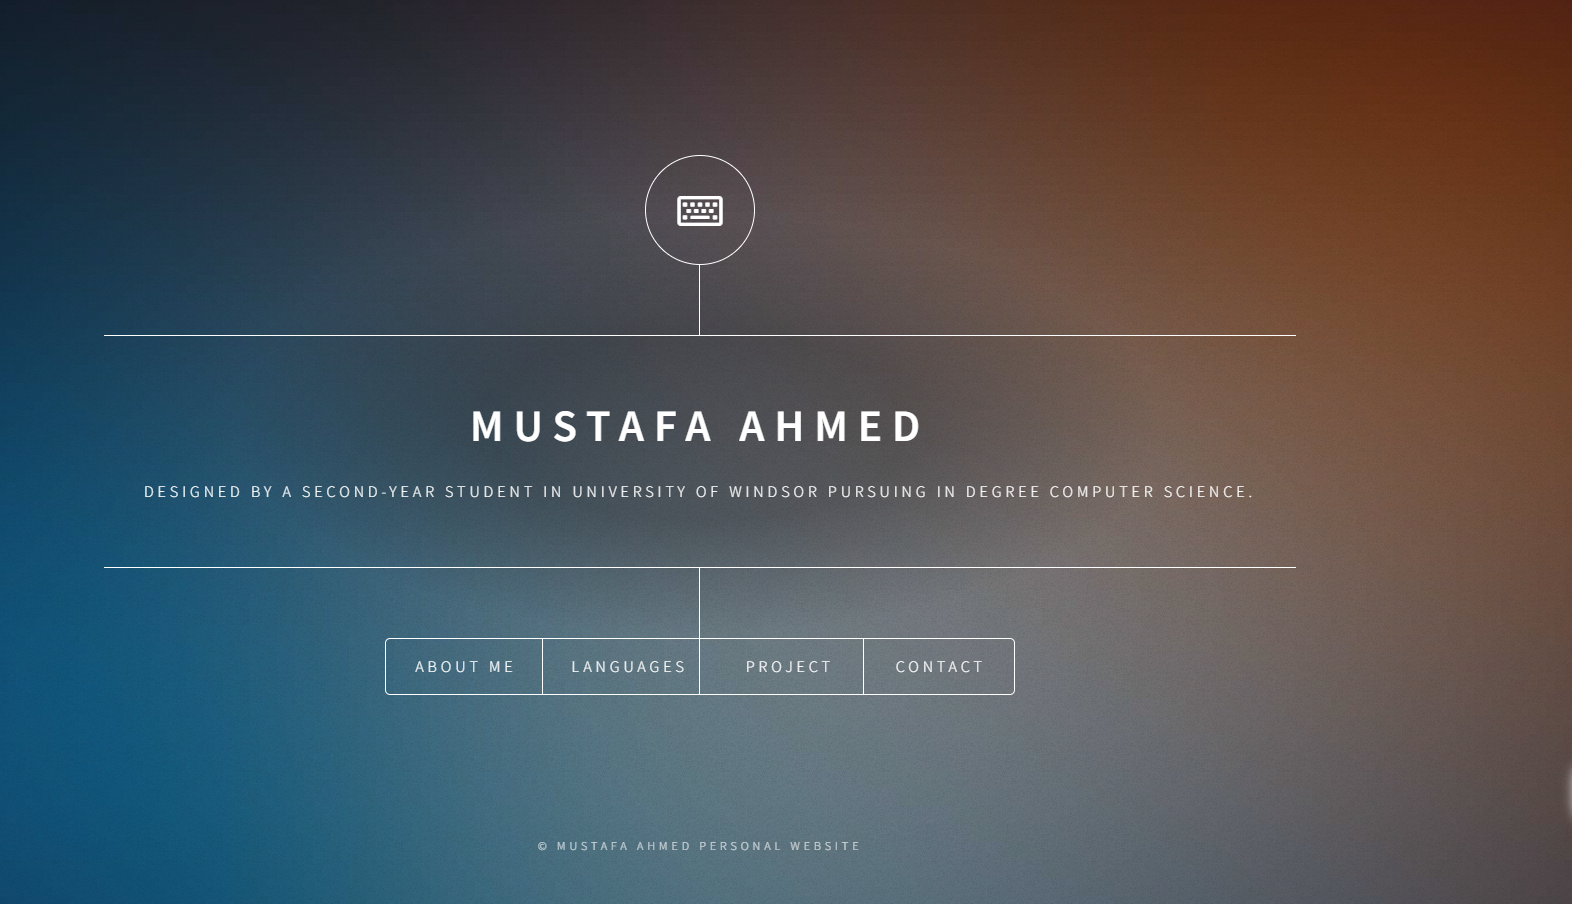 MUSTAFA AHMED
DESIGNED BY A SECOND-YEAR STUDENT IN UNIVERSITY OF WINDSOR PURSUING IN DEGREE COMPUTER SCIENCE.
ABOUT ME LANGUAGES PROJECT CONTACT
© MUSTAFA AHMED PERSONAL WEBSITE